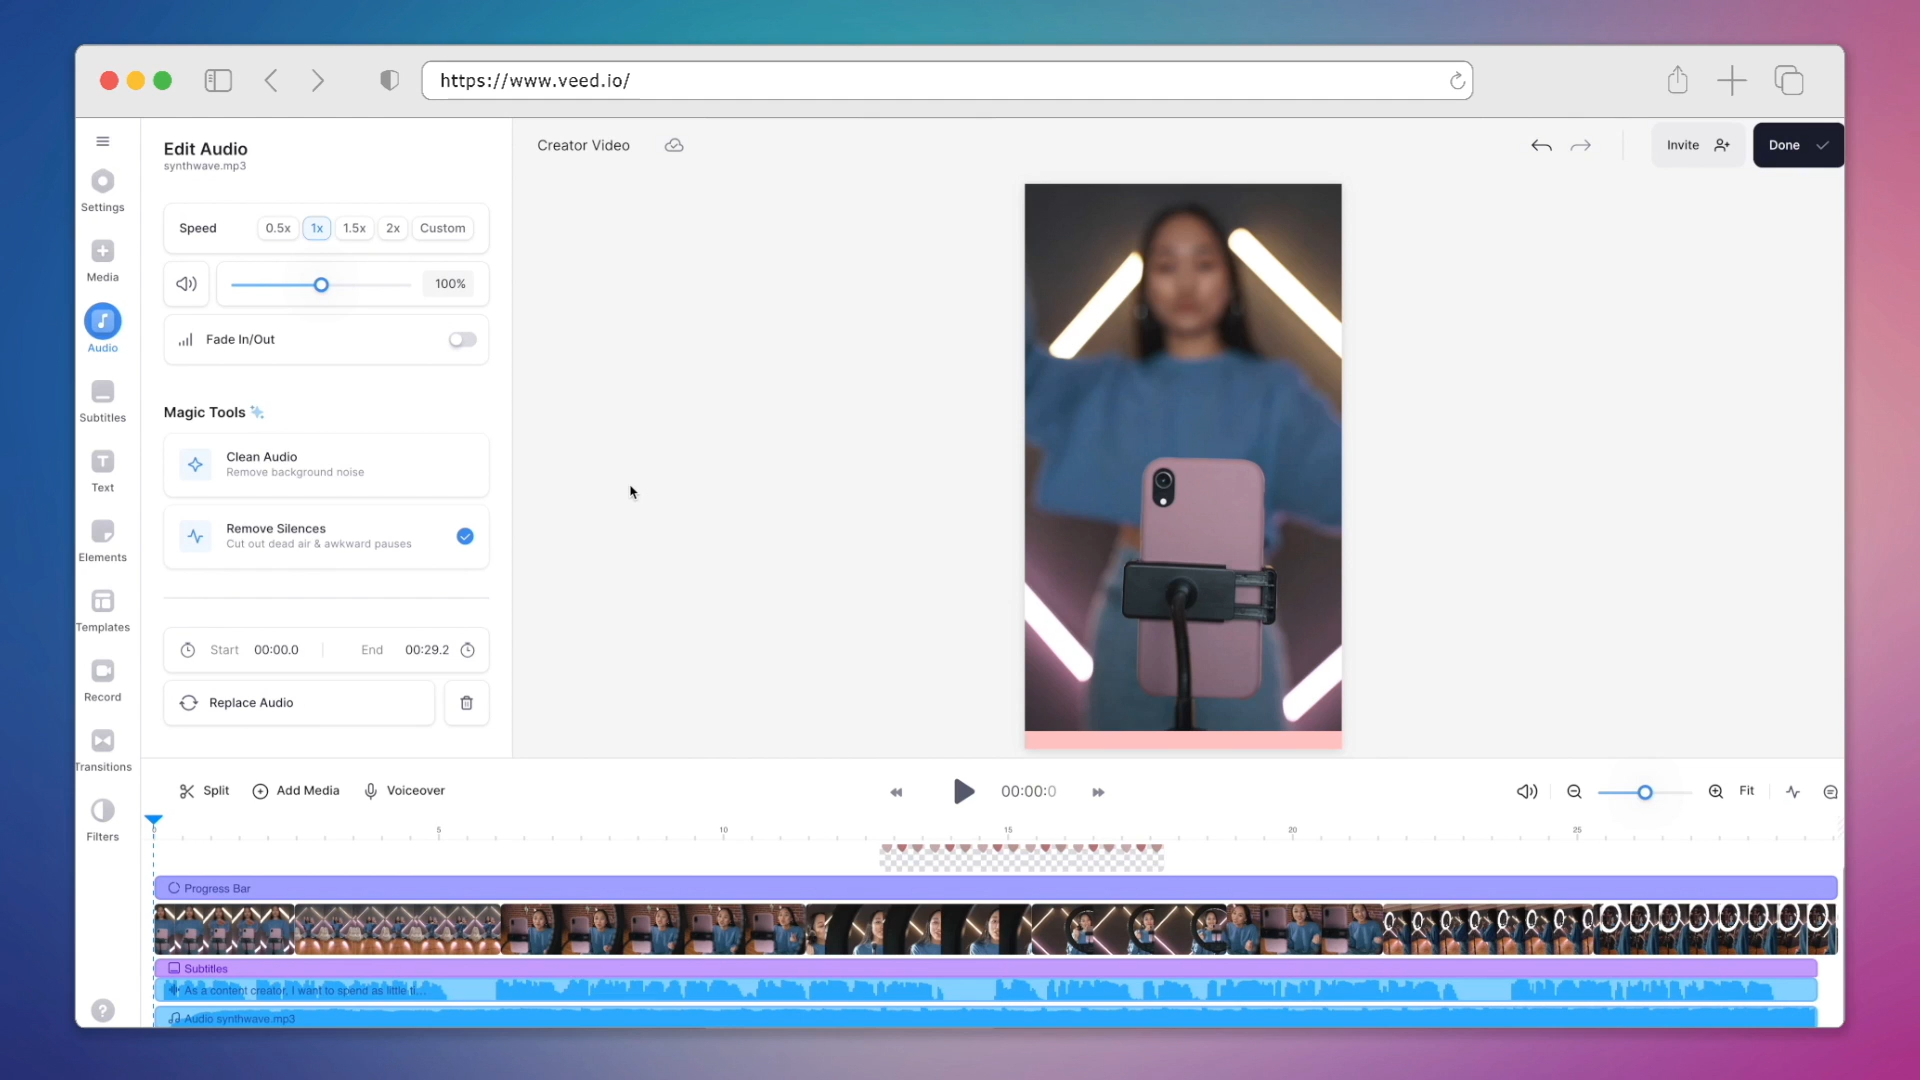 https://www.veed.io/
Edit Audio
synthwave.mp3
Creator Video
Invite
Done
Settings
Media
Audio
Subtitles
Text
Elements
Templates
Record
Transitions
Filters
Speed
0.5x
1x
1.5x
2x
Custom
100%
Fade In/Out
Magic Tools
Clean Audio
Remove background noise
Remove Silences
Cut out dead air & awkward pauses
Start
00:00.0
End
00:29.2
Replace Audio
Split
Add Media
Voiceover
00:00:0
Fit
0
5
10
15
20
25
Progress Bar
Subtitles
As a content creator, I want to spend as little ti...
Audio synthwave.mp3
?